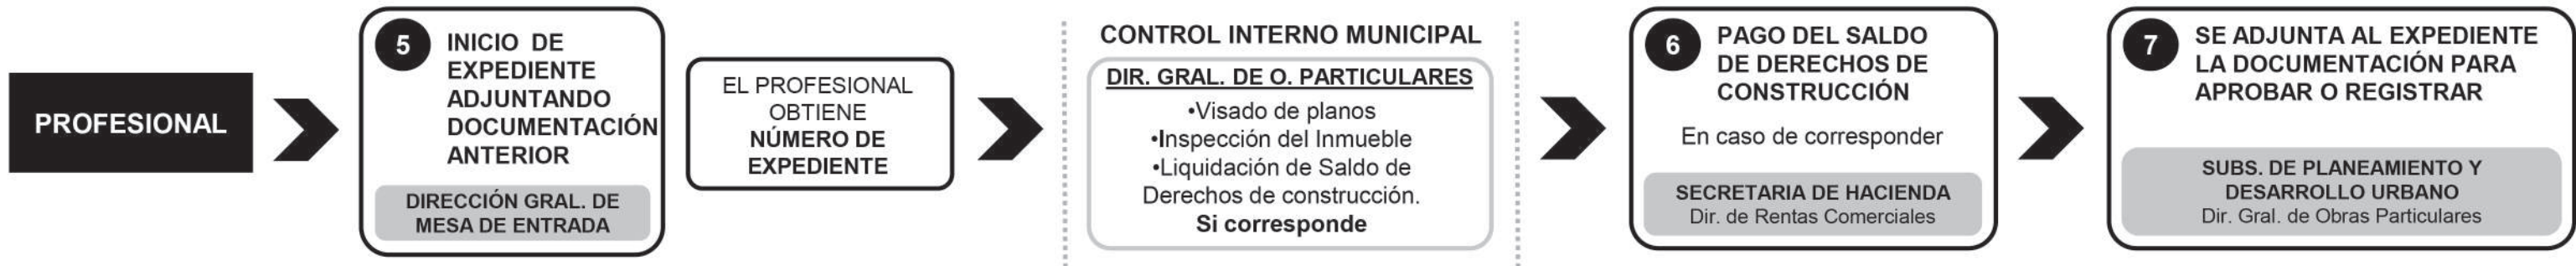 PROFESIONAL
5
INICIO DE
EXPEDIENTE
ADJUNTANDO
DOCUMENTACIÓN
ANTERIOR
DIRECCIÓN GRAL. DE
MESA DE ENTRADA
EL PROFESIONAL
OBTIENE
NÚMERO DE
EXPEDIENTE
CONTROL INTERNO MUNICIPAL
DIR. GRAL. DE O. PARTICULARES
•Visado de planos
•Inspección del Inmueble
•Liquidación de Saldo de
Derechos de construcción.
Si corresponde
6
PAGO DEL SALDO
DE DERECHOS DE
CONSTRUCCIÓN
En caso de corresponder
SECRETARIA DE HACIENDA
Dir. de Rentas Comerciales
7
SE ADJUNTA AL EXPEDIENTE
LA DOCUMENTACIÓN PARA
APROBAR O REGISTRAR
SUBS. DE PLANEAMIENTO Y
DESARROLLO URBANO
Dir. Gral. de Obras Particulares